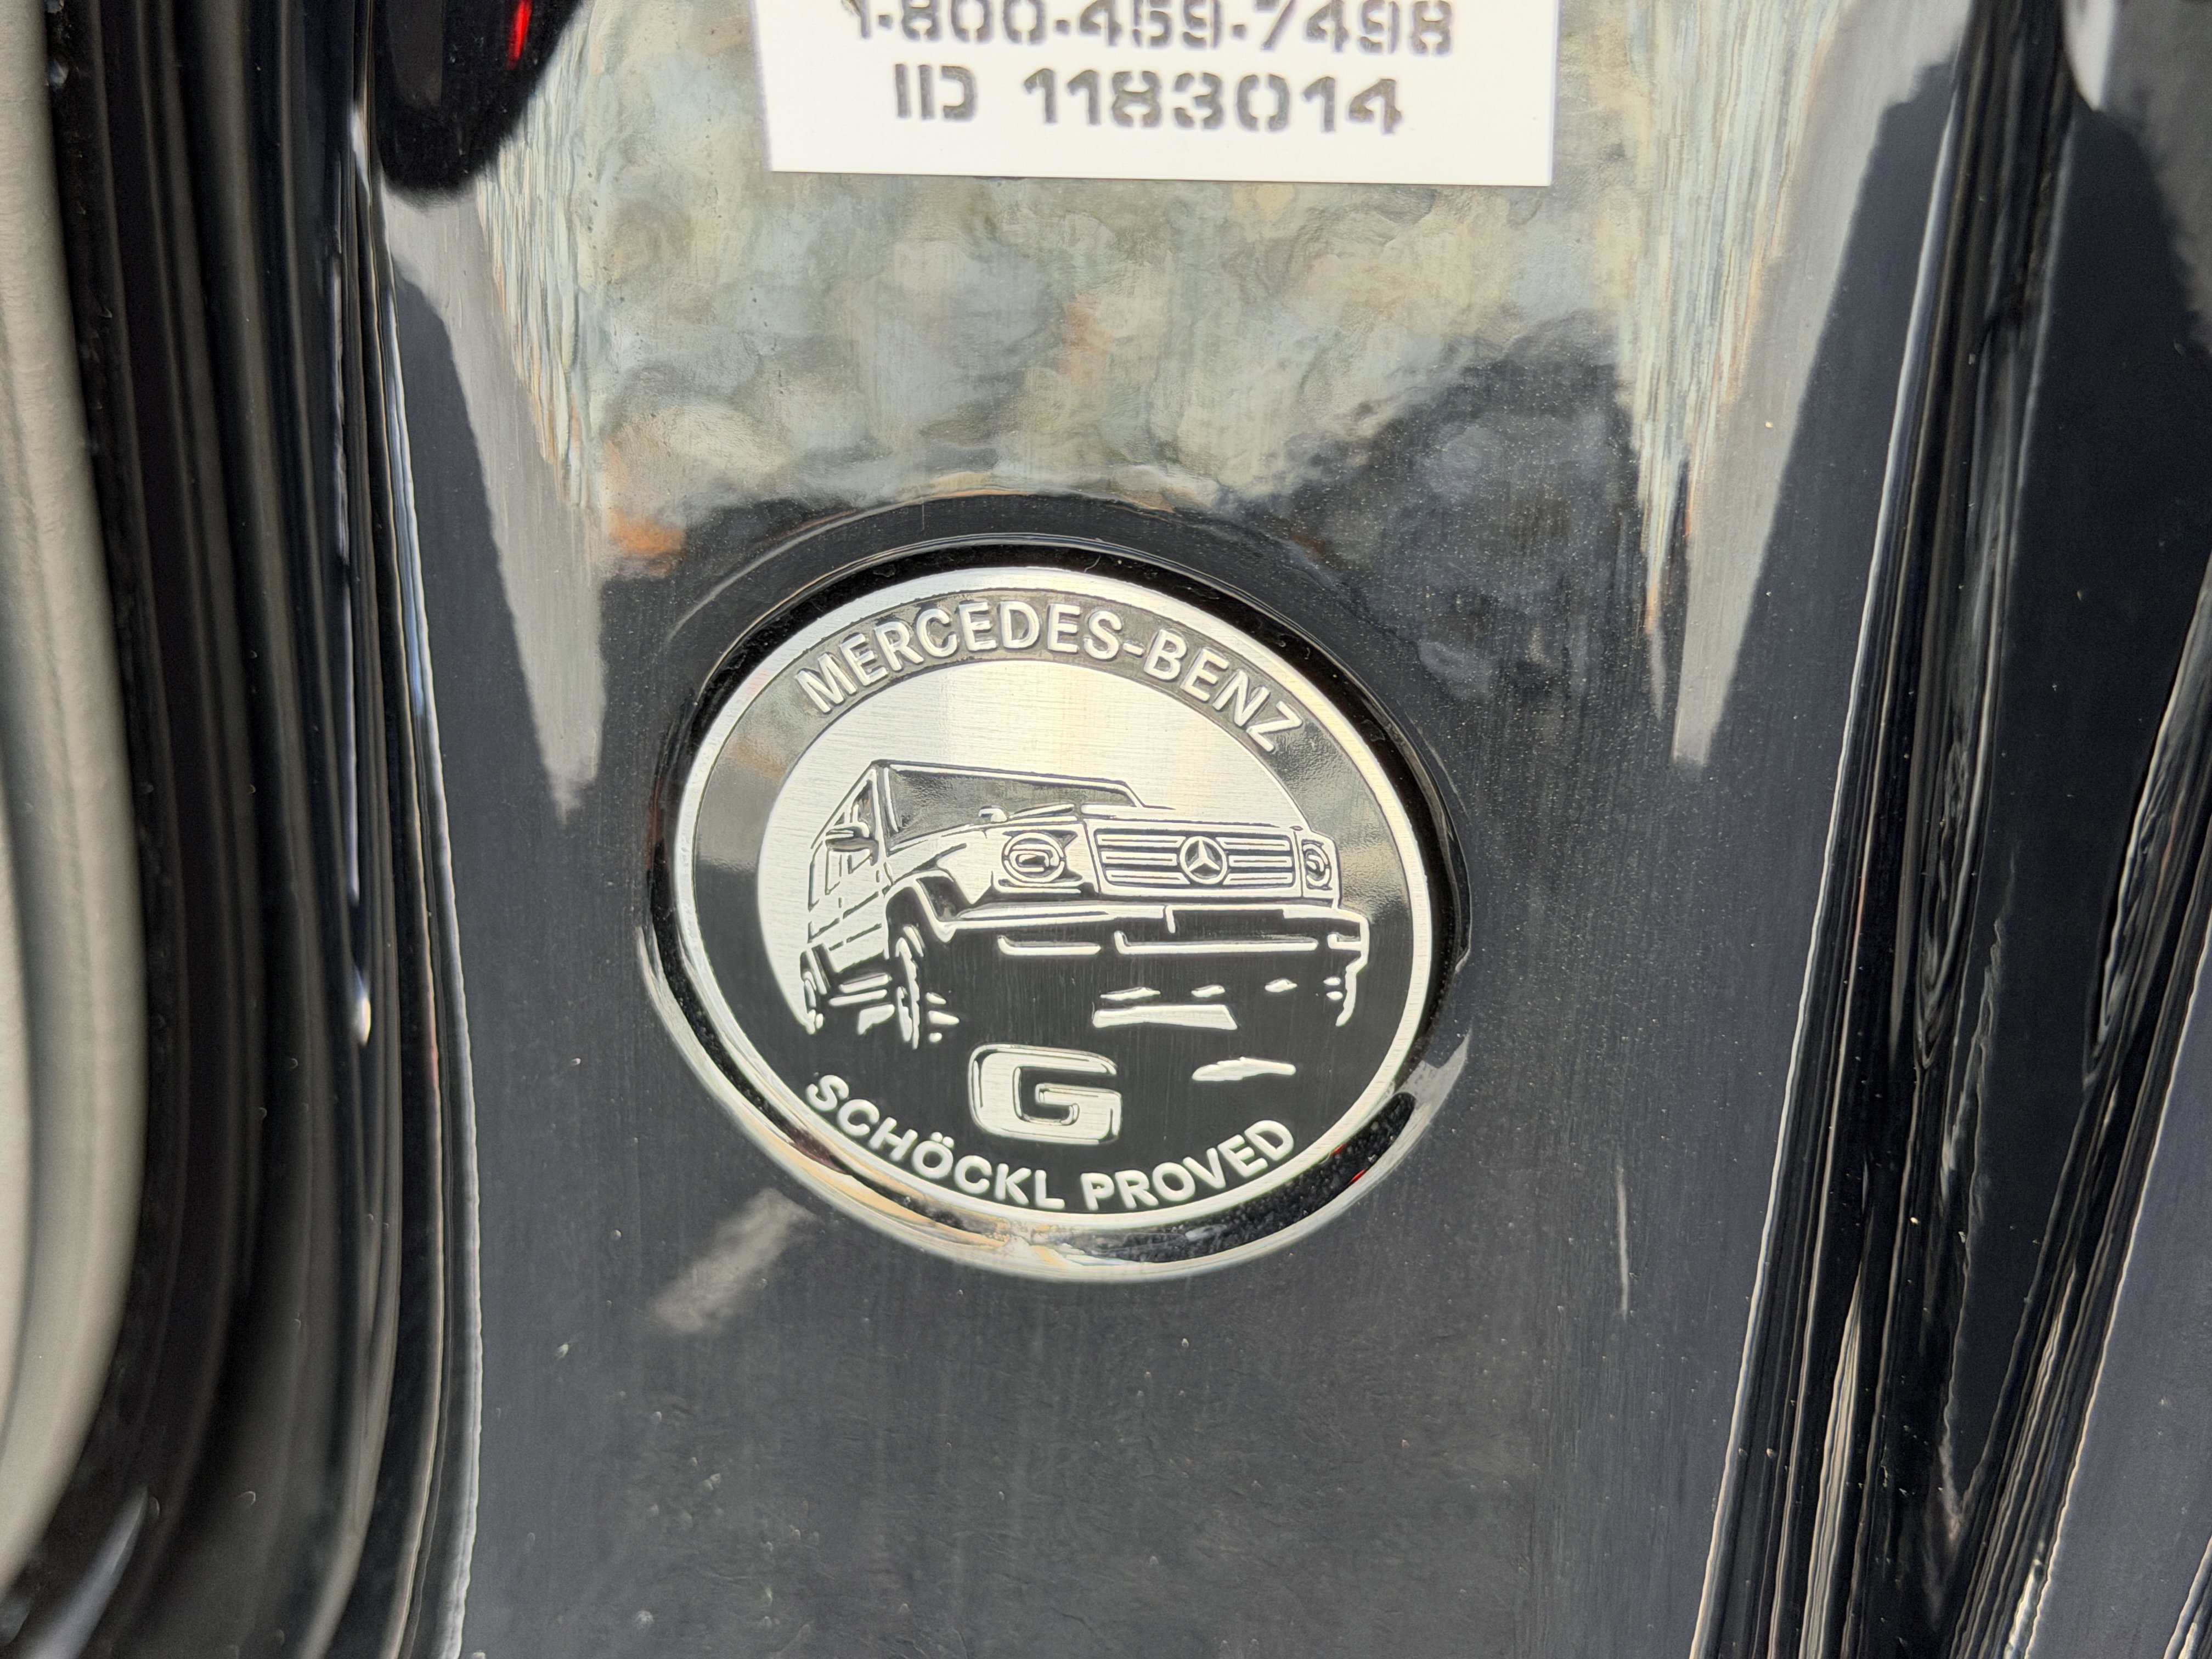 1-800-459-7498
ID 1183014
MERCEDES-BENZ
G
SCHÖCKL PROVED